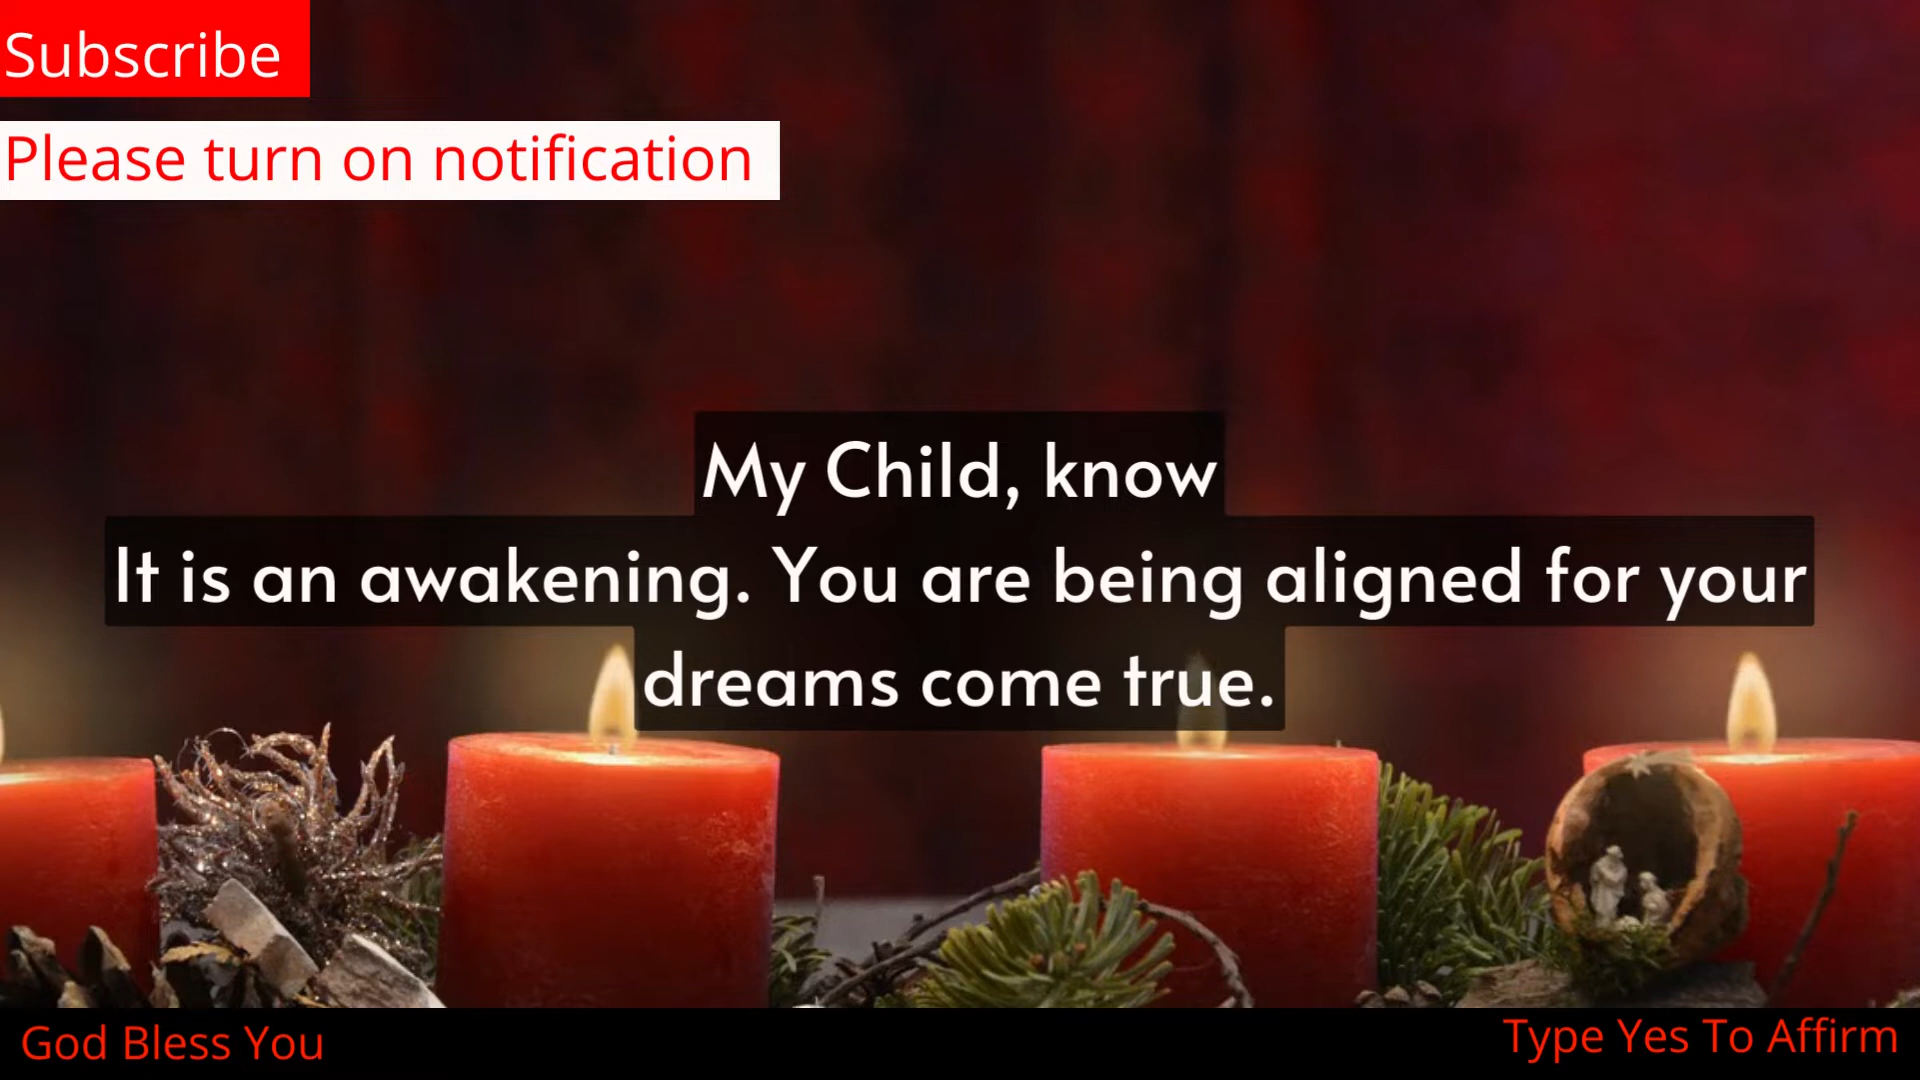 Subscribe
Please turn on notification
My Child, know
It is an awakening. You are being aligned for your
dreams come true.
God Bless You
Type Yes To Affirm